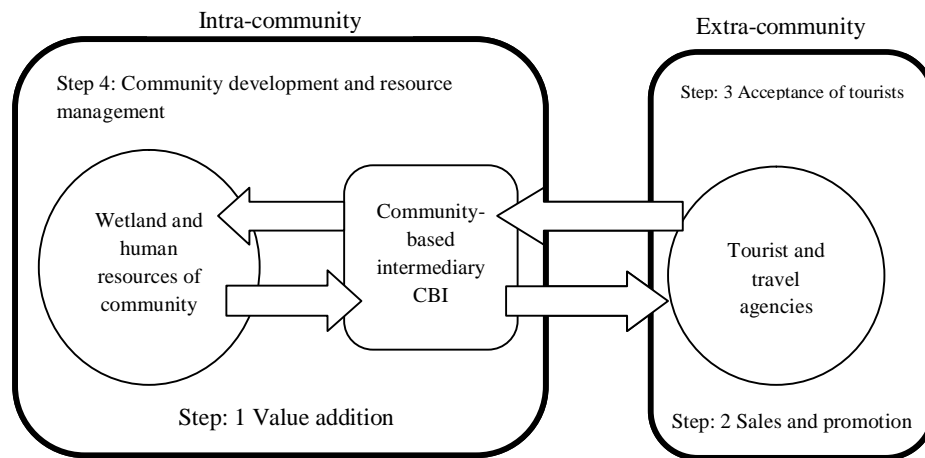 Intra-community
Extra-community
Step 4: Community development and resource
management
Step: 3 Acceptance of tourists
Wetland and
human
resources of
community
Community-
based
intermediary
CBI
Tourist and
travel
agencies
Step: 1 Value addition
Step: 2 Sales and promotion